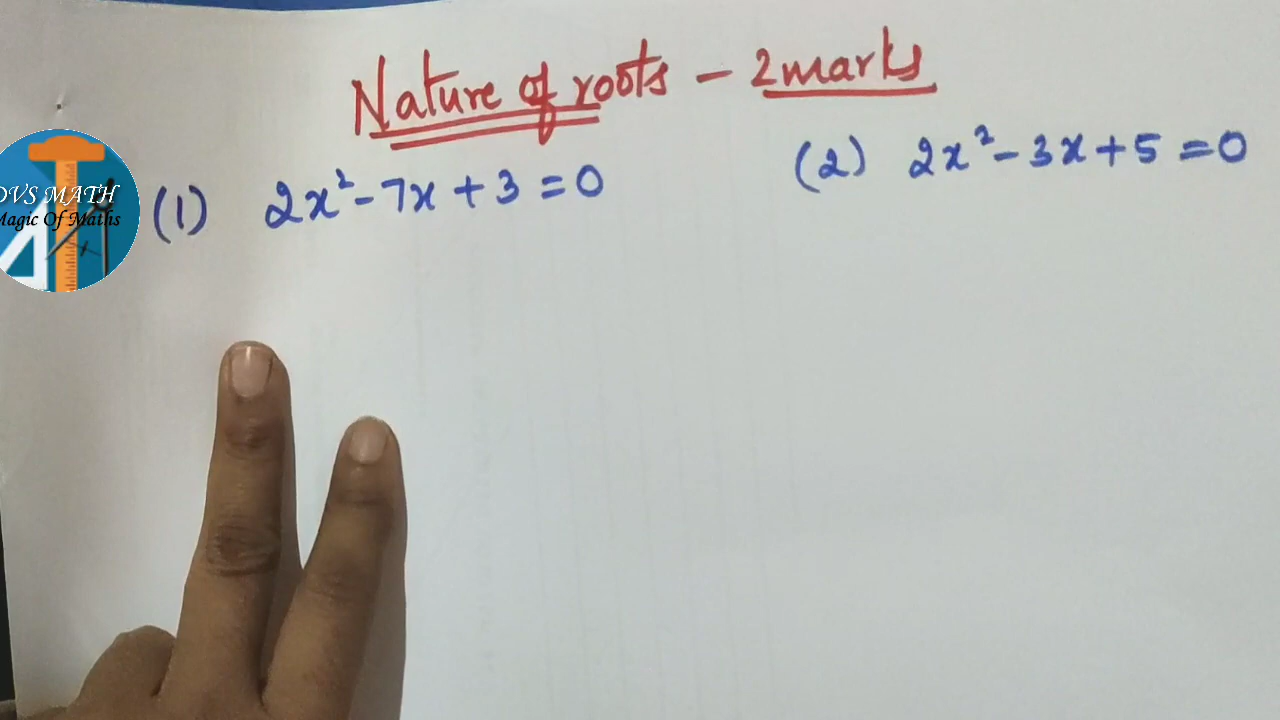 Nature of roots – 2marks
(1) 2x²-7x+3=0
(2) 2x²-3x+5=0
DVS MATH
Magic Of Maths